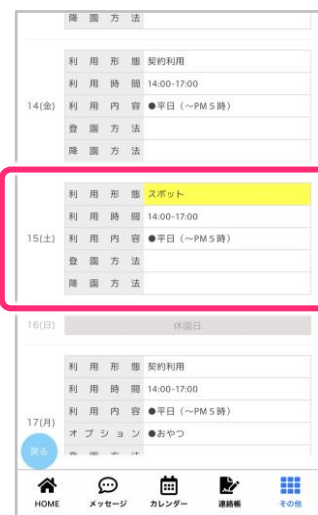 降園方法
利用形態 契約利用
利用時間 14:00-17:00
14(金) 利用内容 ●平日（～PM５時）
登園方法
降園方法
利用形態 スポット
利用時間 14:00-17:00
15(土) 利用内容 ●平日（～PM５時）
登園方法
降園方法
16(日) 休園日
利用形態 契約利用
利用時間 14:00-17:00
利用内容 ●平日（～PM５時）
17(月) オプション ●おやつ
戻る
HOME メッセージ カレンダー 連絡帳 その他